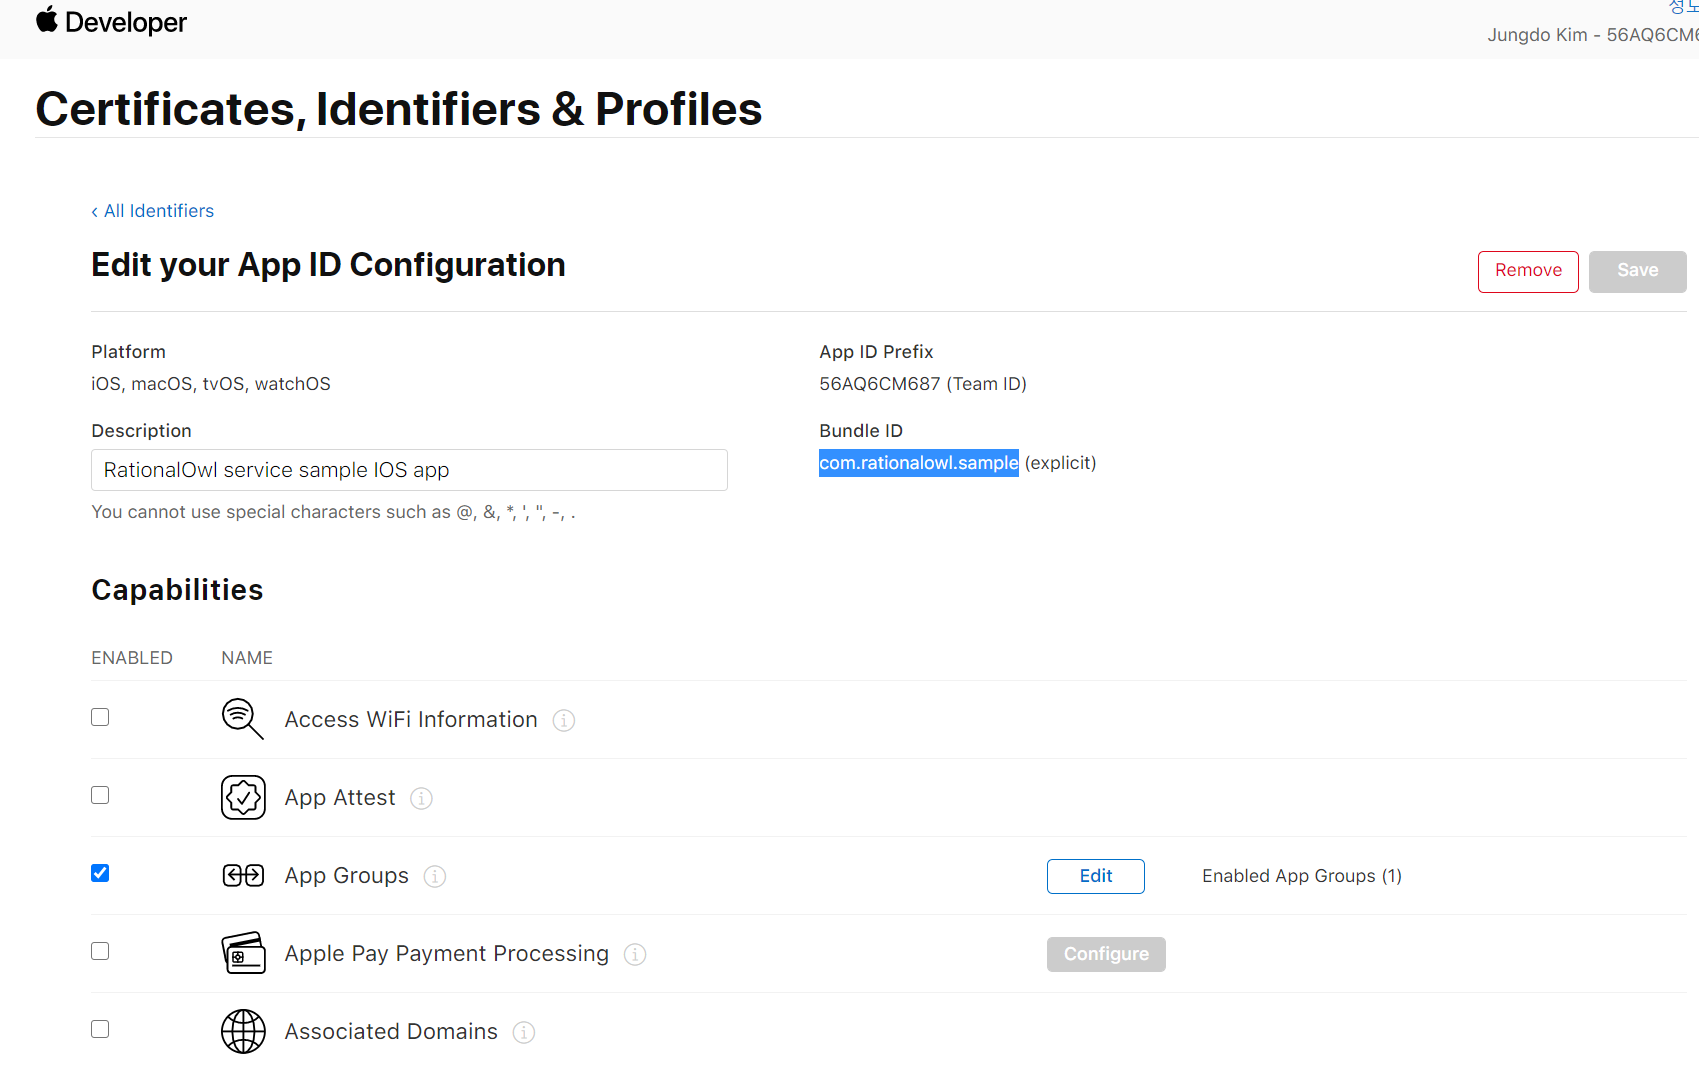 Developer
Jungdo Kim - 56AQ6CM6
Certificates, Identifiers & Profiles
‹ All Identifiers
Edit your App ID Configuration
Remove
Save
Platform
App ID Prefix
iOS, macOS, tvOS, watchOS
56AQ6CM687 (Team ID)
Description
Bundle ID
RationalOwl service sample IOS app
com.rationalowl.sample (explicit)
You cannot use special characters such as @, &, *, ', ", -, .
Capabilities
ENABLED NAME
Access WiFi Information
App Attest
App Groups Edit Enabled App Groups (1)
Apple Pay Payment Processing Configure
Associated Domains